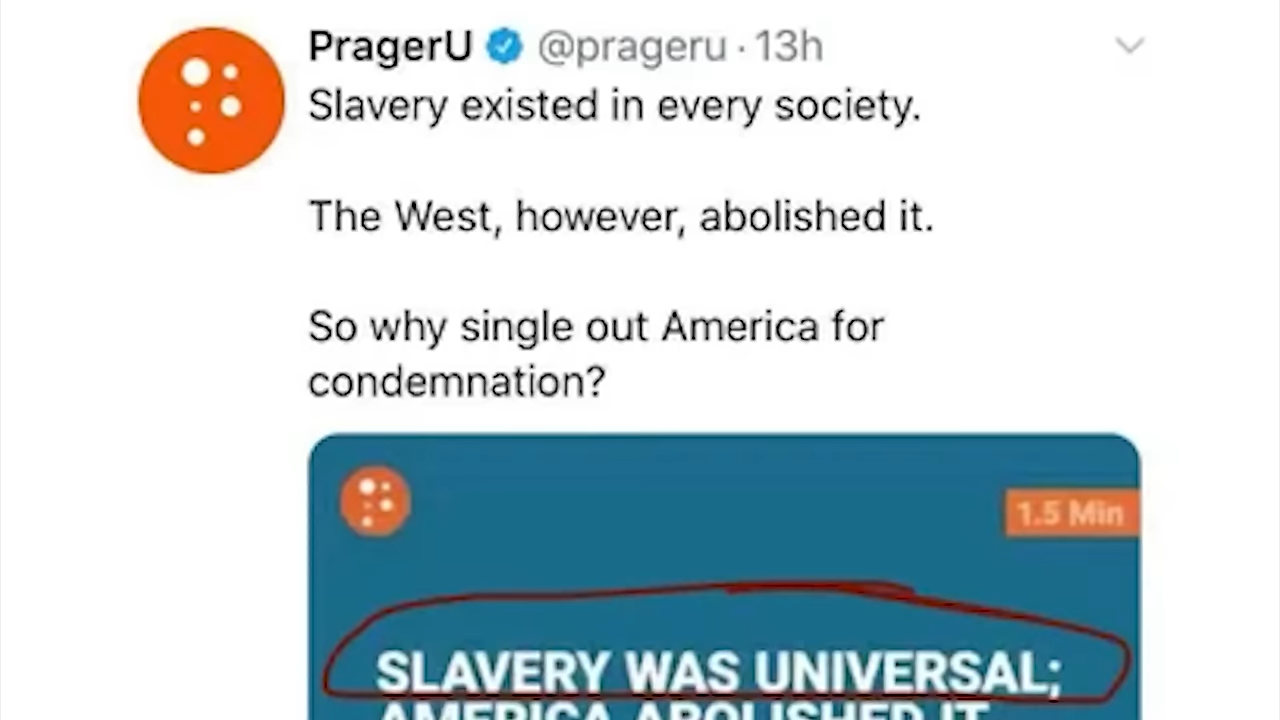 PragerU @prageru · 13h
Slavery existed in every society.
The West, however, abolished it.
So why single out America for
condemnation?
1.5 Min
SLAVERY WAS UNIVERSAL;
AMERICA ABOLISHED IT